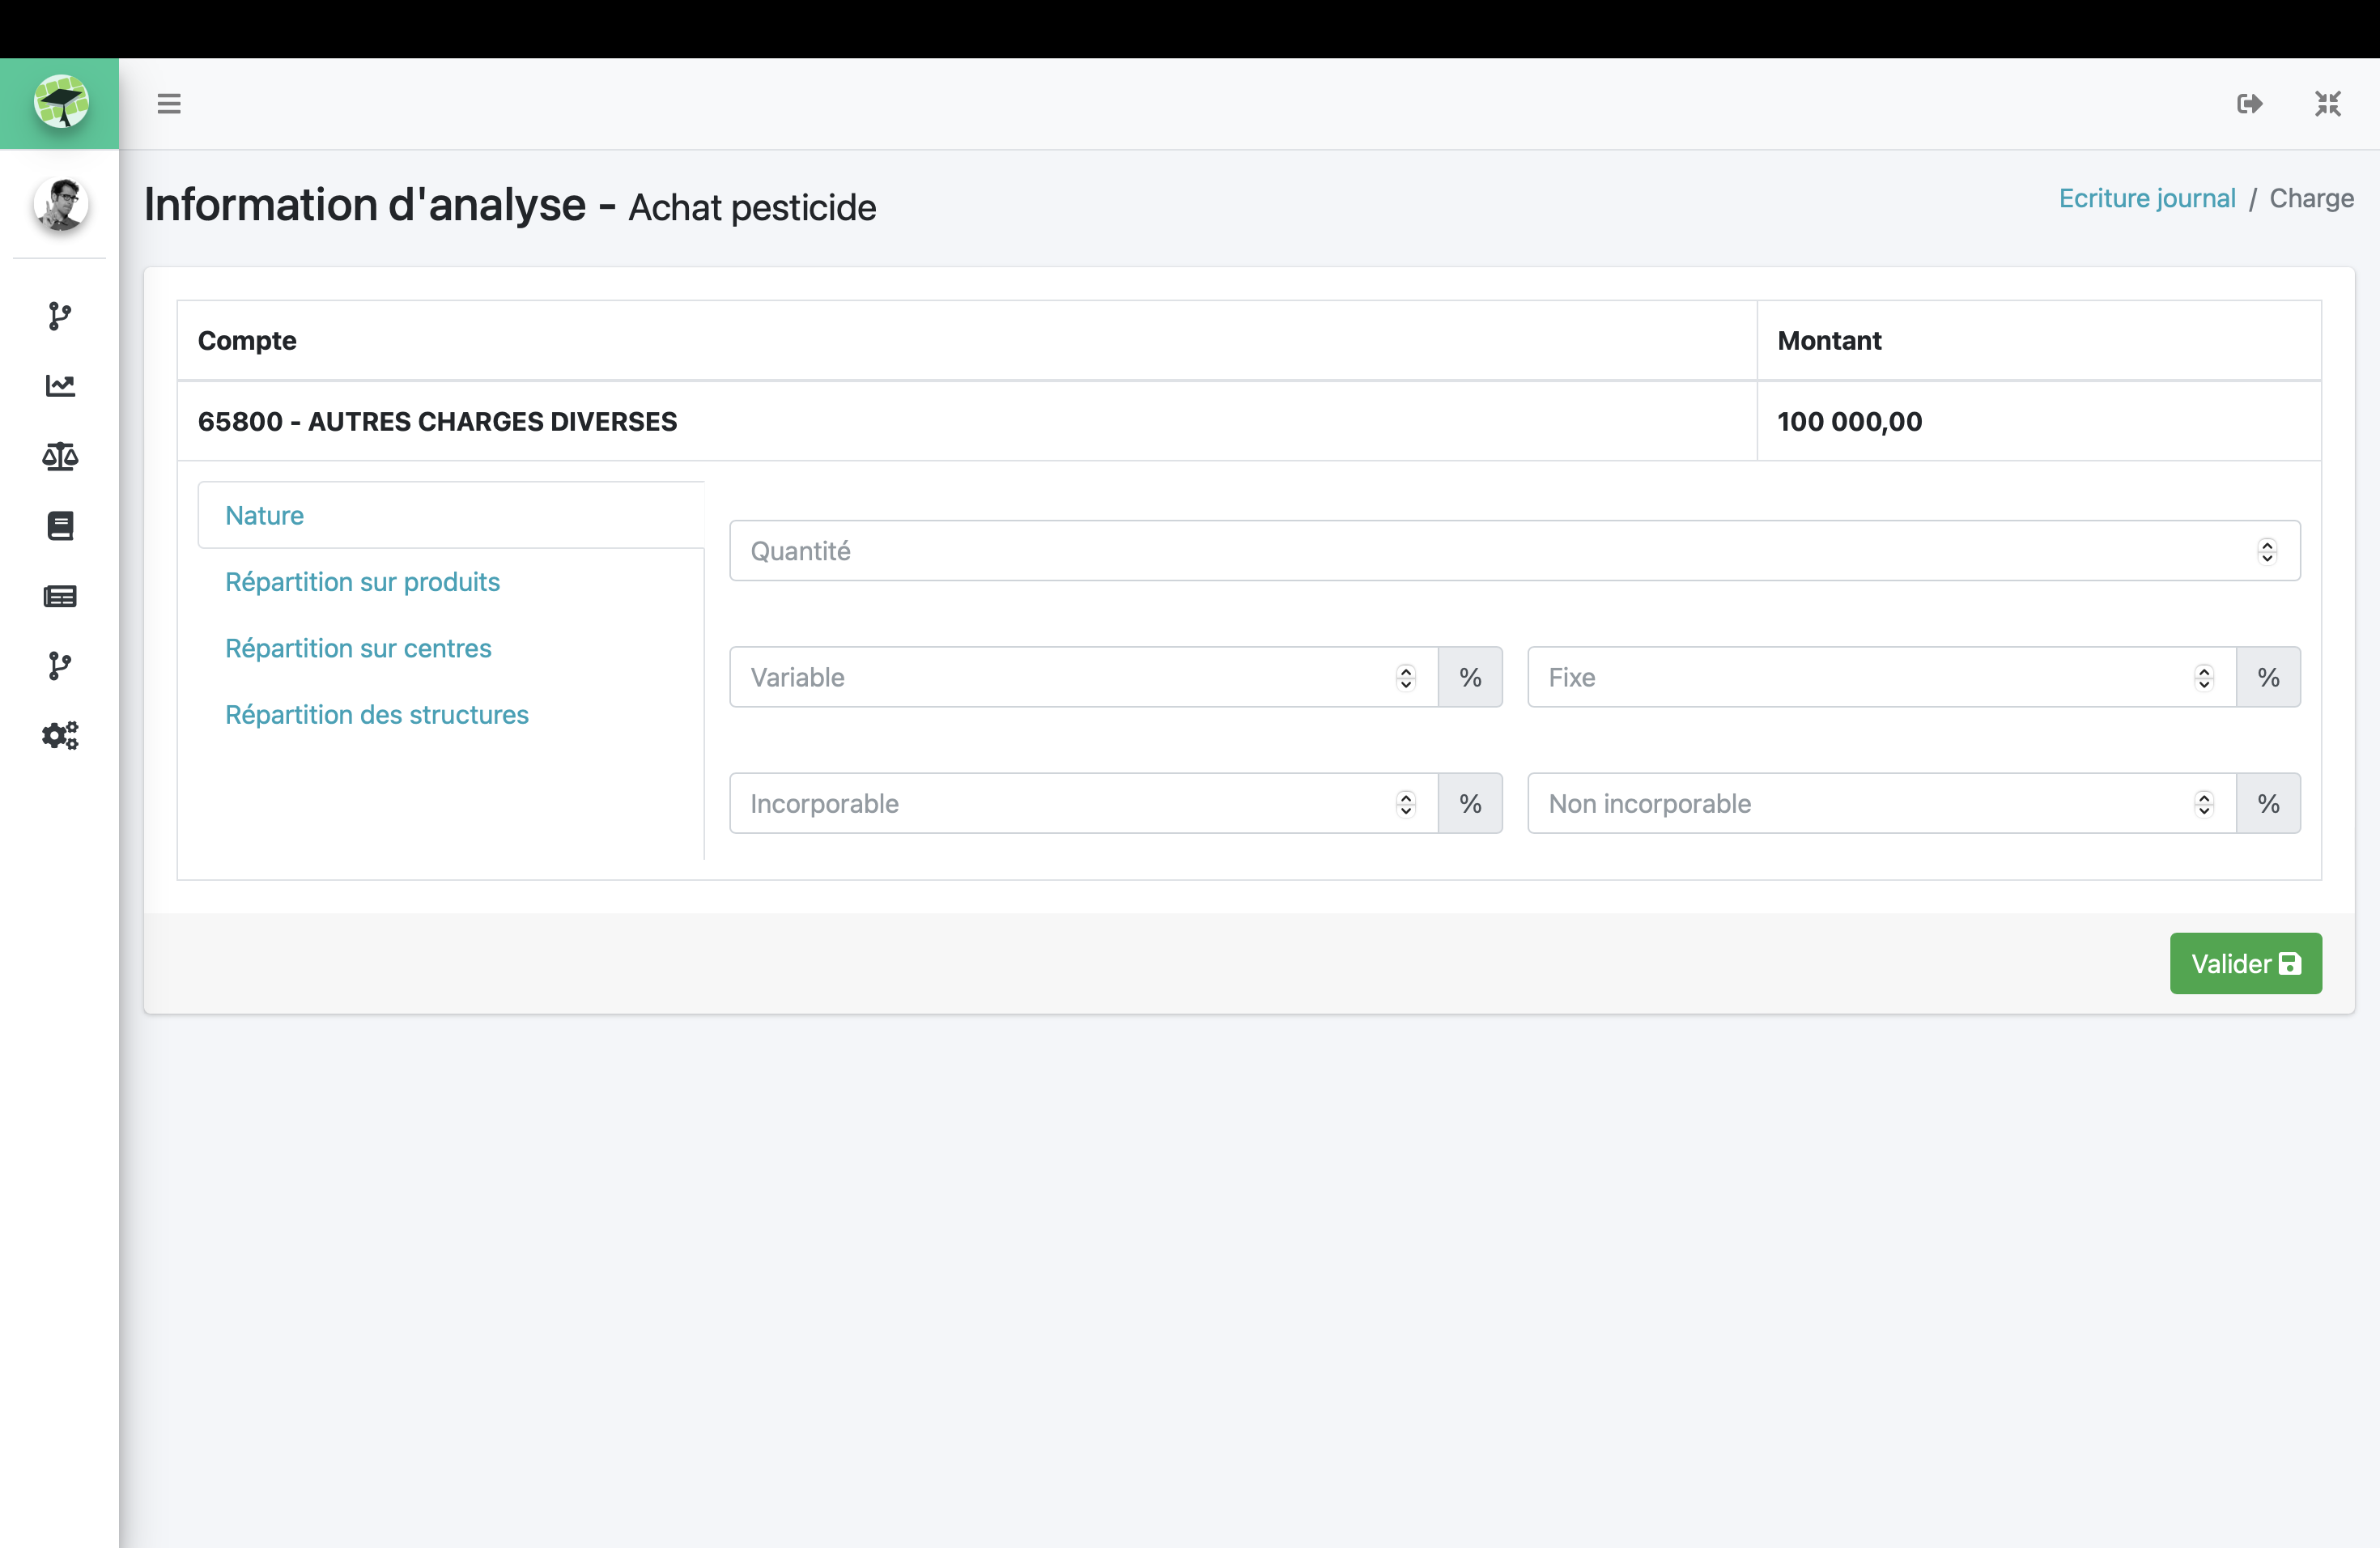 Information d'analyse - Achat pesticide
Ecriture journal / Charge
Compte Montant
65800 - AUTRES CHARGES DIVERSES 100 000,00
Nature
Répartition sur produits
Répartition sur centres
Répartition des structures
Quantité
Variable % Fixe %
Incorporable % Non incorporable %
Valider